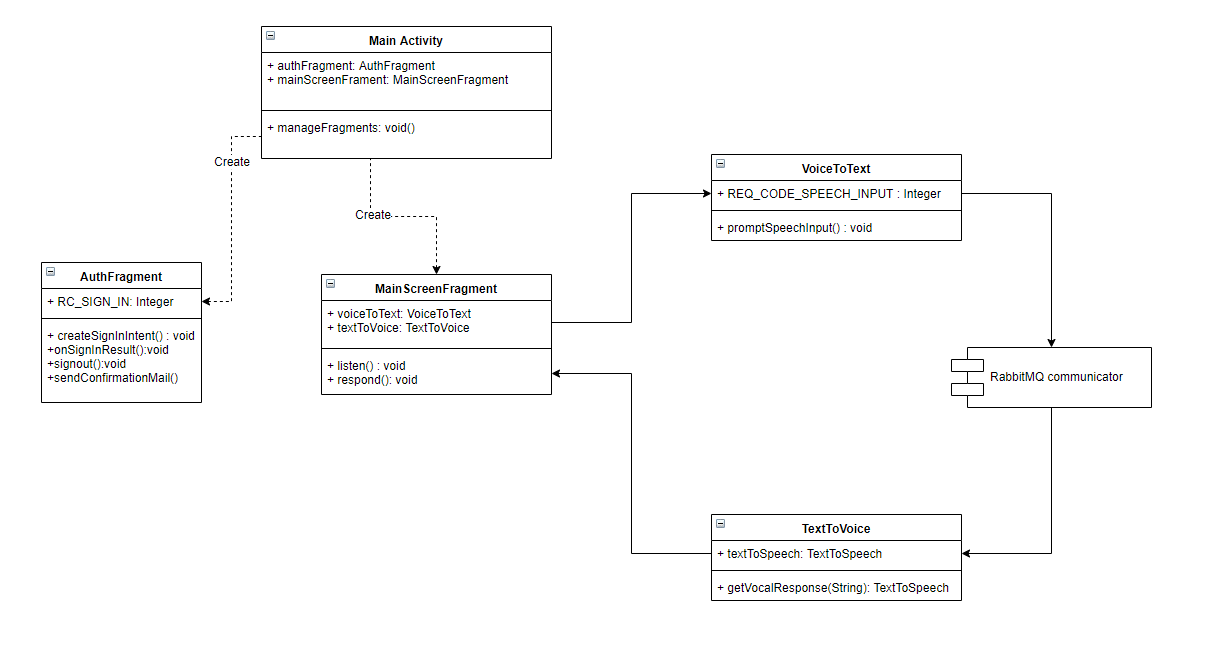 Main Activity
+ authFragment: AuthFragment
+ mainScreenFrament: MainScreenFragment
+ manageFragments: void()
Create
Create
VoiceToText
+ REQ_CODE_SPEECH_INPUT : Integer
+ promptSpeechInput() : void
AuthFragment
+ RC_SIGN_IN: Integer
+ createSignInIntent() : void
+onSignInResult():void
+signout():void
+sendConfirmationMail()
MainScreenFragment
+ voiceToText: VoiceToText
+ textToVoice: TextToVoice
+ listen() : void
+ respond(): void
RabbitMQ communicator
TextToVoice
+ textToSpeech: TextToSpeech
+ getVocalResponse(String): TextToSpeech